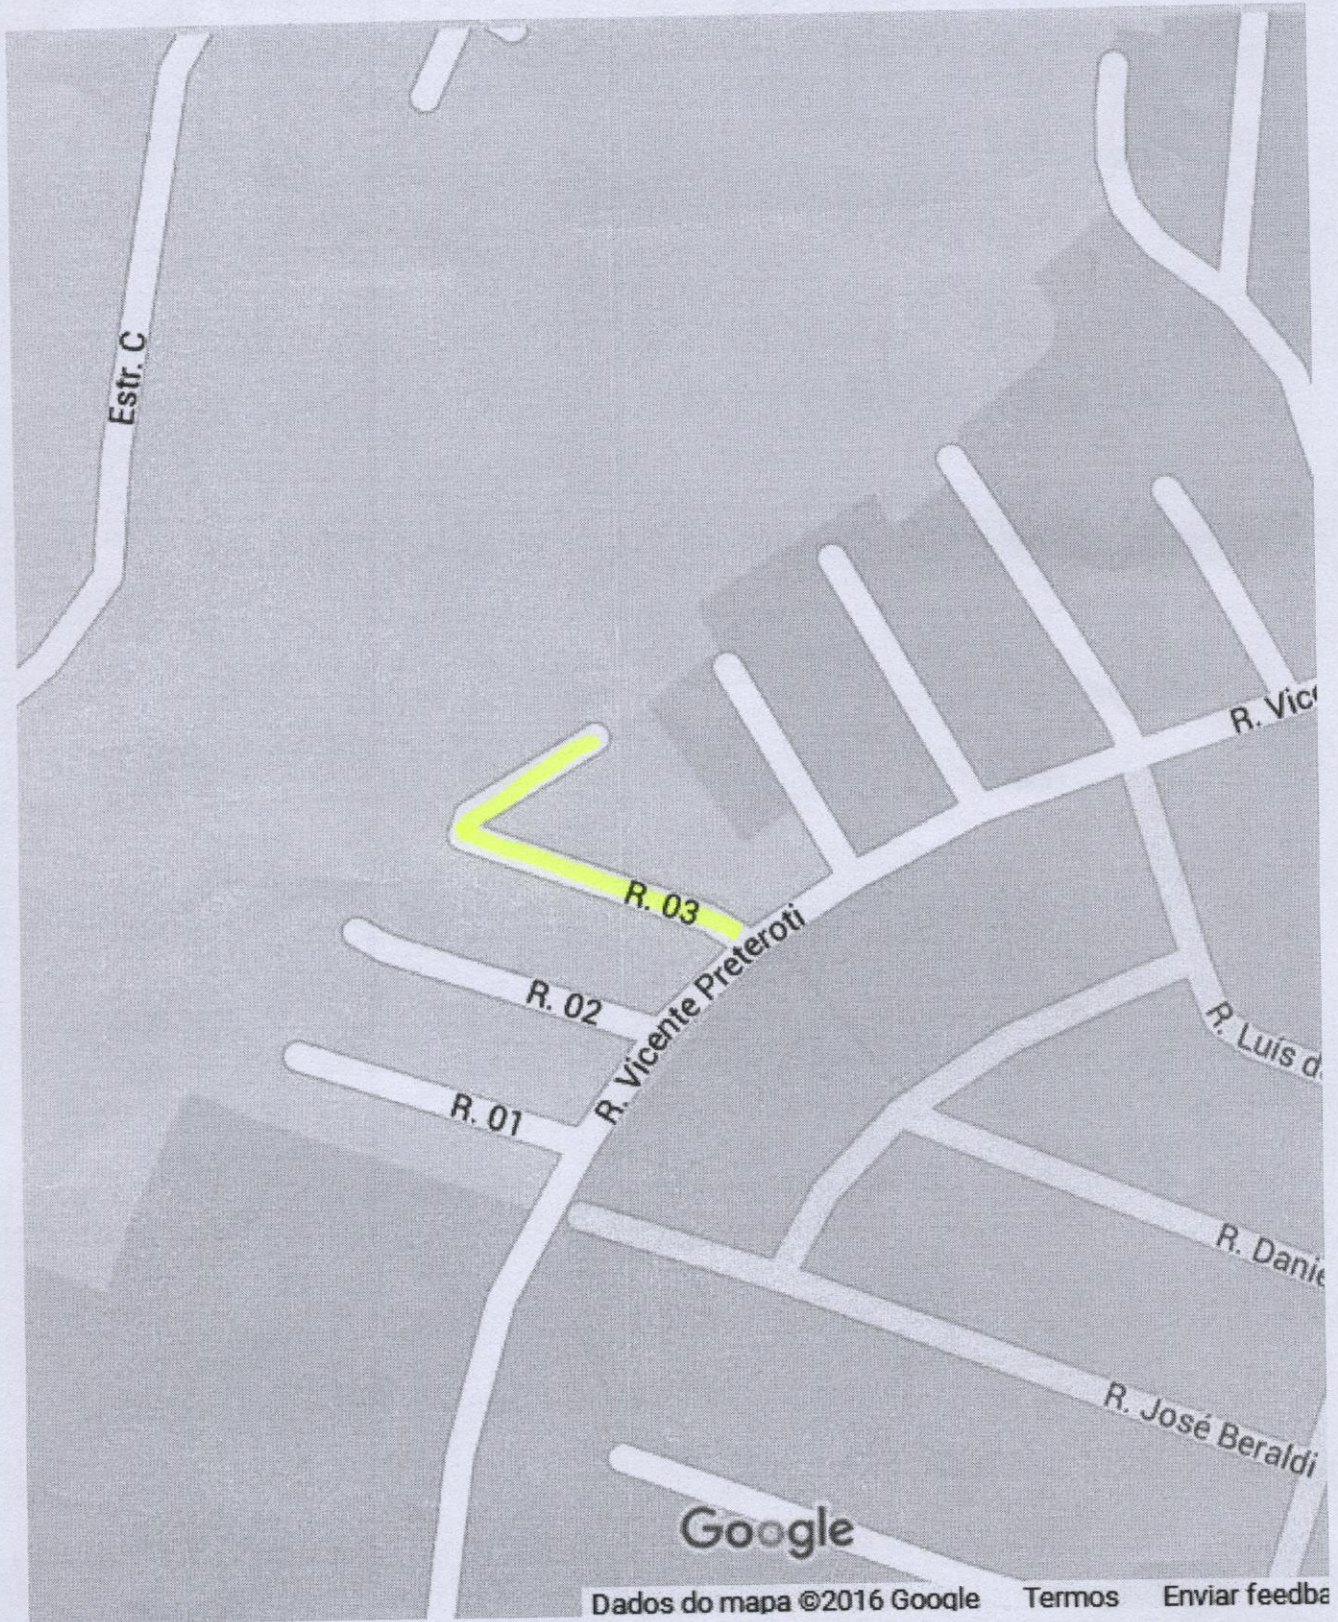 Estr. C
R. Vic
R. 03
R. Vicente Preteroti
R. 02
R. Luís d
R. 01
R. Danie
R. José Beraldi
Google
Dados do mapa ©2016 Google Termos Enviar feedba